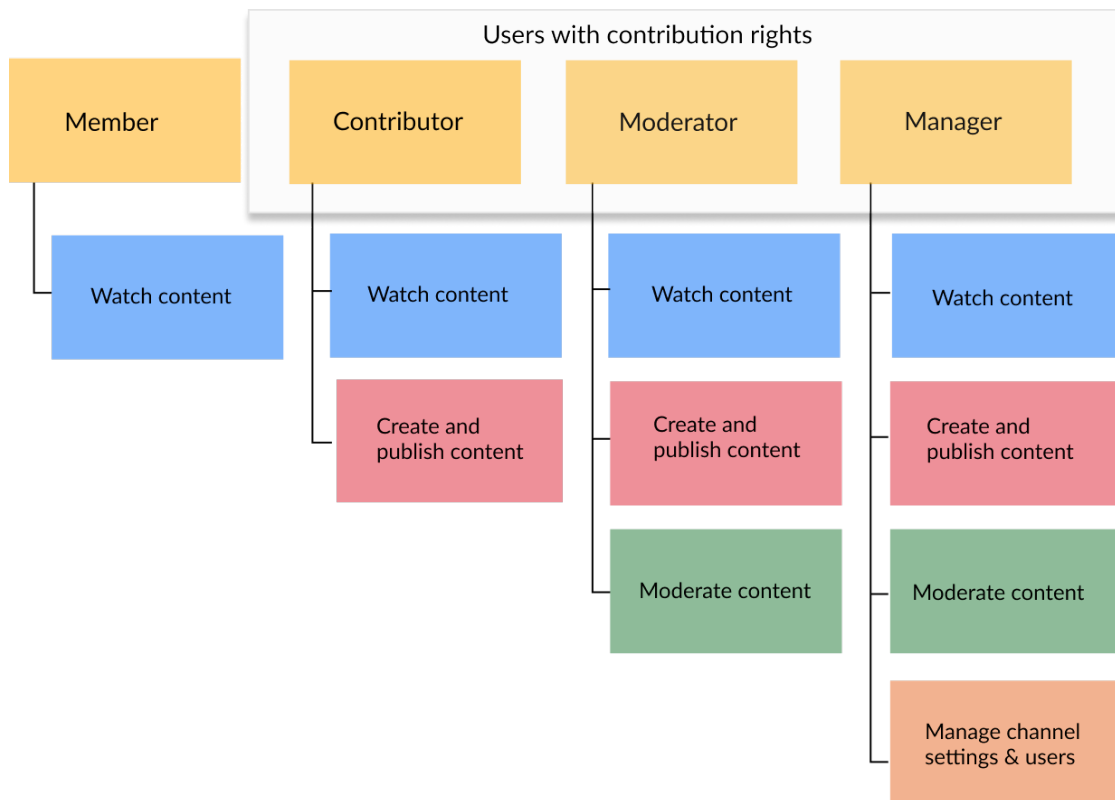 Users with contribution rights
Member
Contributor
Moderator
Manager
Watch content
Watch content
Watch content
Watch content
Create and
publish content
Create and
publish content
Create and
publish content
Moderate content
Moderate content
Manage channel
settings & users